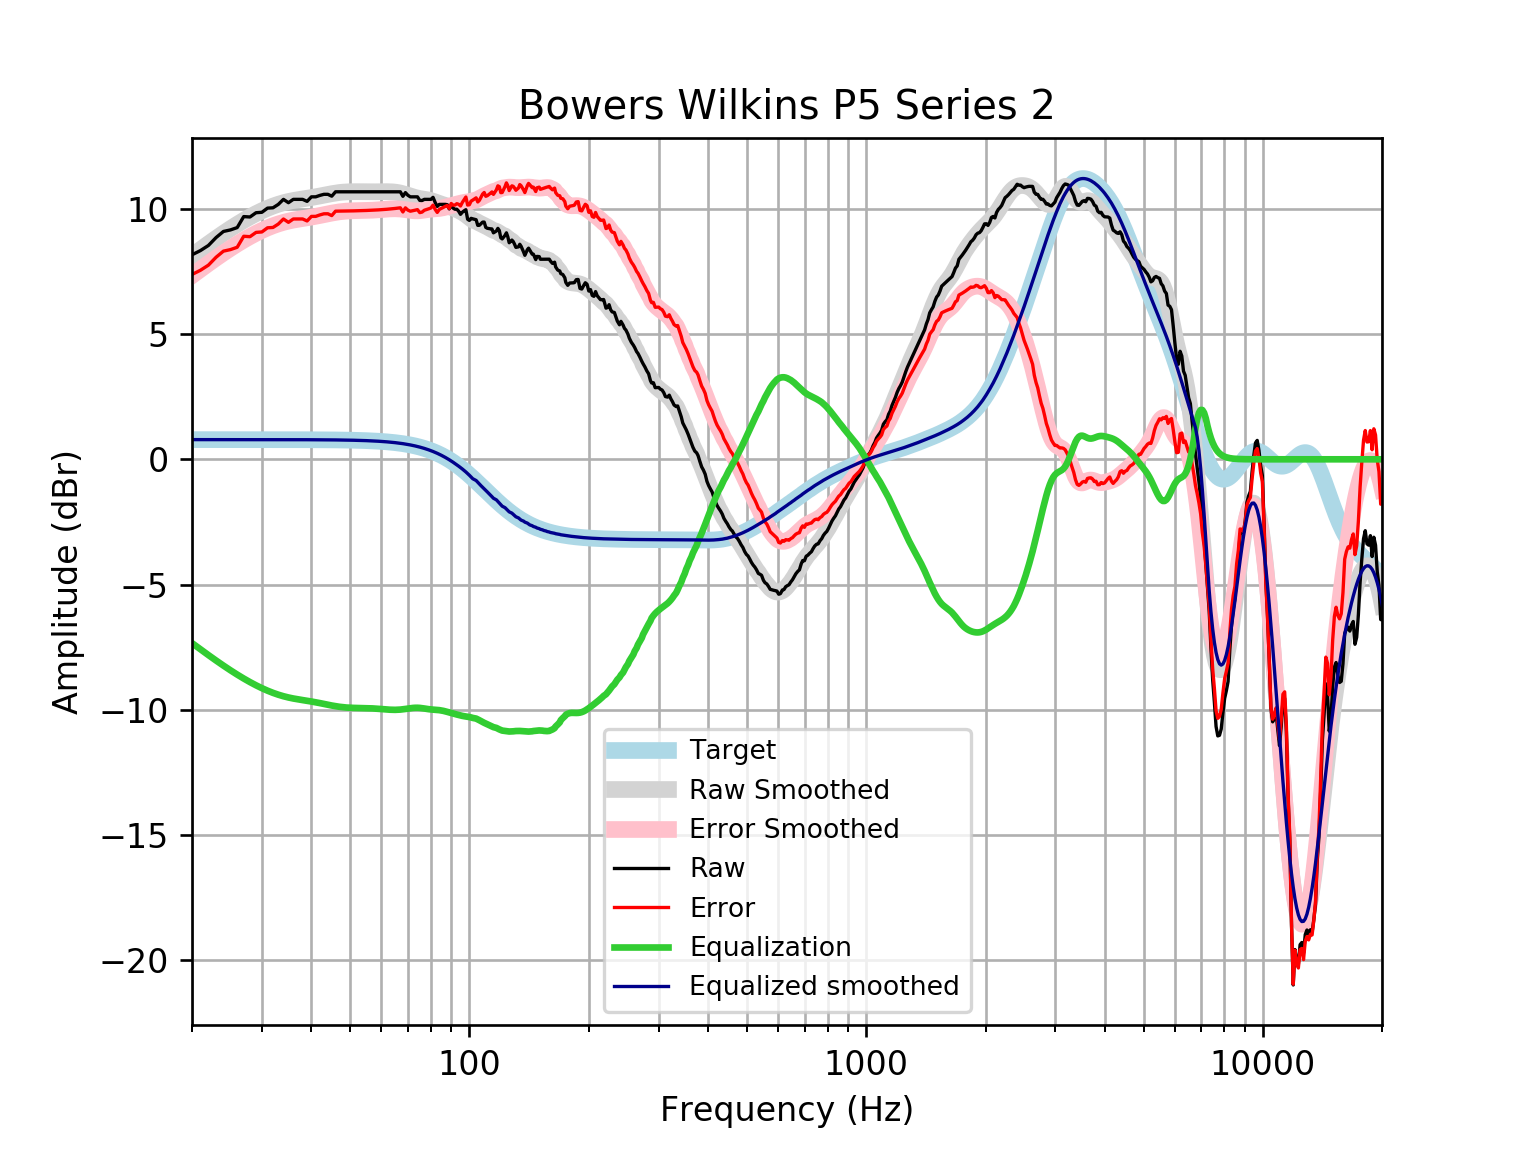 Bowers Wilkins P5 Series 2
Amplitude (dBr)
10
5
0
−5
−10
−15
−20
Target
Raw Smoothed
Error Smoothed
Raw
Error
Equalization
Equalized smoothed
100 1000 10000
Frequency (Hz)